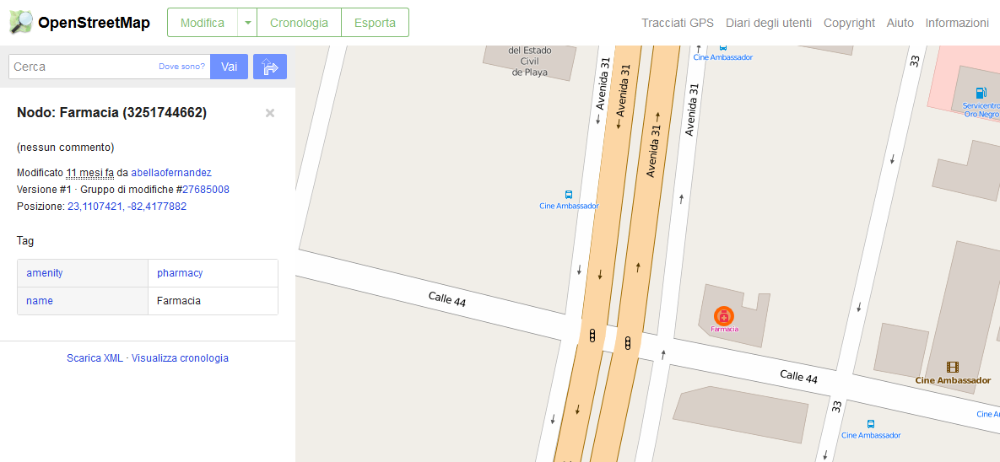 OpenStreetMap
Modifica
Cronologia
Esporta
Tracciati GPS
Diari degli utenti
Copyright
Aiuto
Informazioni
Cerca
Dove sono?
Vai
Nodo: Farmacia (3251744662)
×
(nessun commento)
Modificato 11 mesi fa da abellaofernandez
Versione #1 · Gruppo di modifiche #27685008
Posizione: 23,1107421, -82,4177882
Tag
amenity pharmacy
name Farmacia
Scarica XML · Visualizza cronologia
del Estado
Civil
de Playa
Avenida 31
Avenida 31
Avenida 31
Avenida 31
Cine Ambassador
33
Servicentro
Oro Negro
Cine Ambassador
Calle 44
Farmacia
Calle 44
Cine Ambassador
33
Cine Ambassador
Cine Am